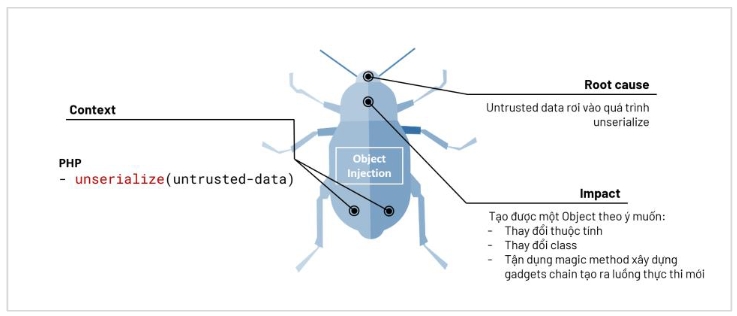 Context
PHP
- unserialize(untrusted-data)
Object
Injection
Root cause
Untrusted data rơi vào quá trình
unserialize
Impact
Tạo được một Object theo ý muốn:
- Thay đổi thuộc tính
- Thay đổi class
- Tận dụng magic method xây dựng
gadgets chain tạo ra luồng thực thi mới